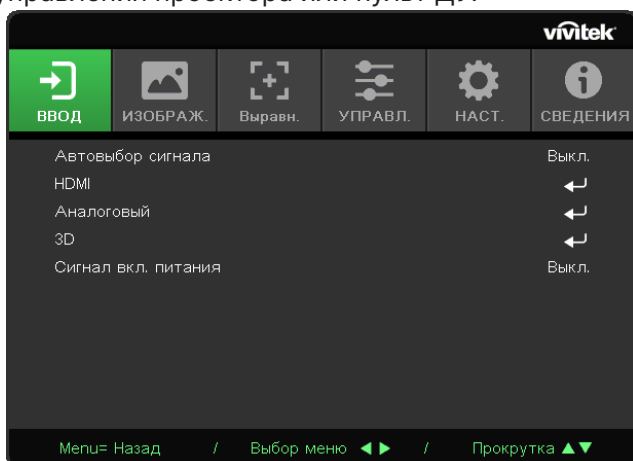 управления проектора или пульт ДУ.
vivitek
ВВОД ИЗОБРАЖ. Выравн. УПРАВЛ. НАСТ. СВЕДЕНИЯ
Автовыбор сигнала Выкл.
HDMI
Аналоговый
3D
Сигнал вкл. питания Выкл.
Menu= Назад / Выбор меню ◀ ▶ / Прокрутка ▲▼